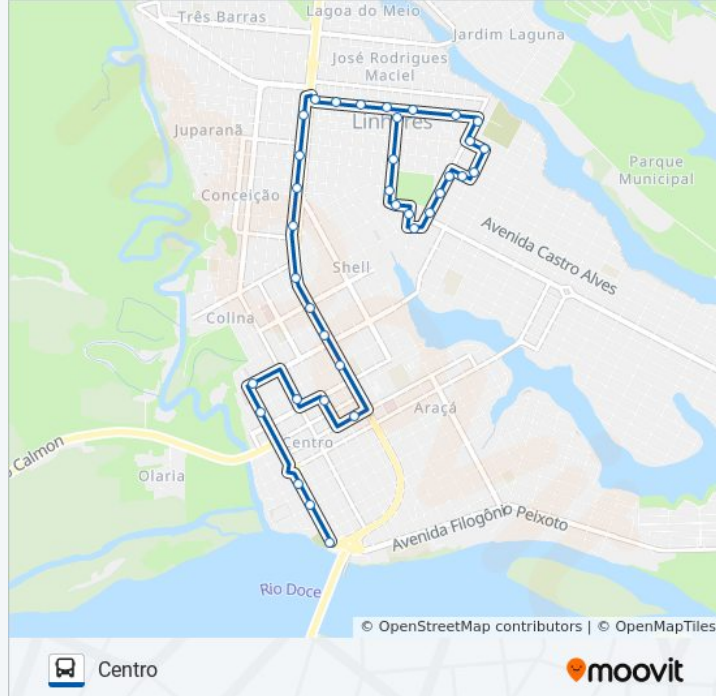 Três Barras
Lagoa do Meio
Jardim Laguna
José Rodrigues
Maciel
Linhares
Juparanã
Parque
Municipal
Conceição
Avenida Castro Alves
Shell
Colina
Araçá
Centro
o Calmon
Olaria
Avenida Filogônio Peixoto
Rio Doce
© OpenStreetMap contributors | © OpenMapTiles
Centro
moovit